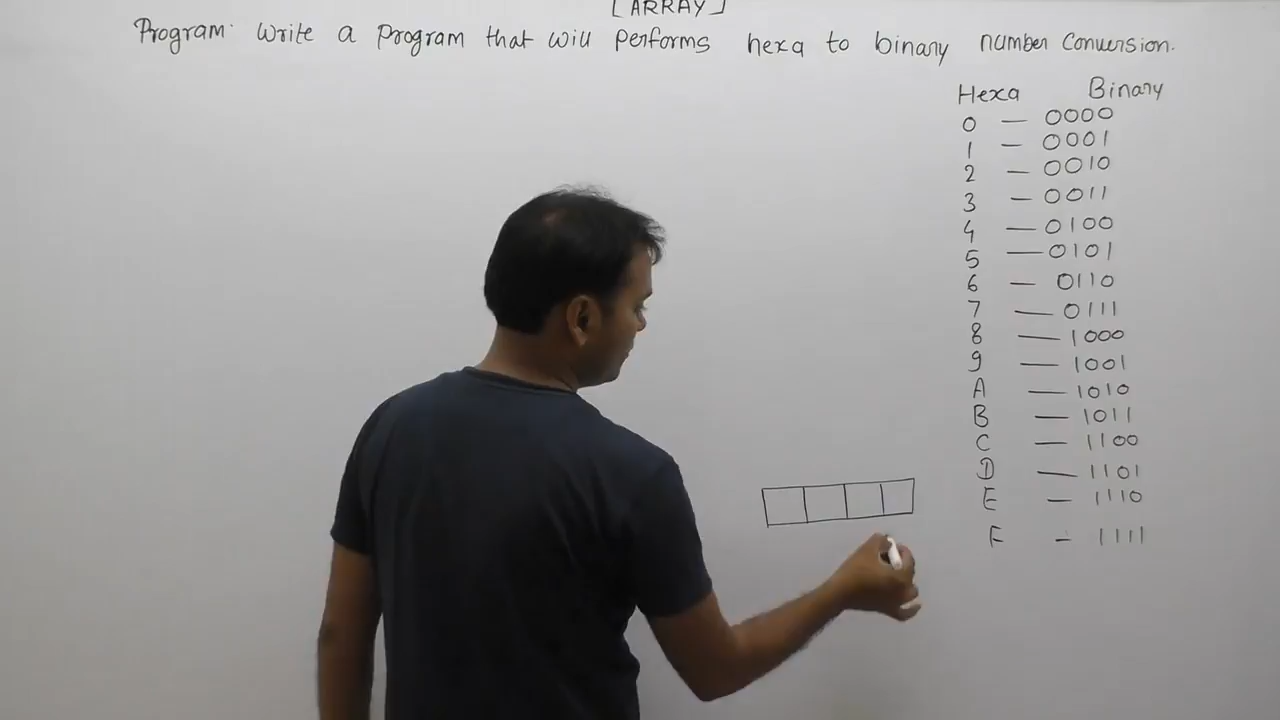 [ARRAY]
Program: Write a program that will performs hexa to binary number Conversion.
Hexa Binary
0 — 0000
1 — 0001
2 — 0010
3 — 0011
4 — 0100
5 — 0101
6 — 0110
7 — 0111
8 — 1000
9 — 1001
A — 1010
B — 1011
C — 1100
D — 1101
E — 1110
F — 1111